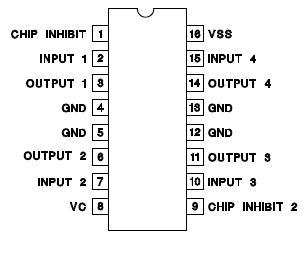 CHIP INHIBIT 1 16 VSS
INPUT 1 2 15 INPUT 4
OUTPUT 1 3 14 OUTPUT 4
GND 4 13 GND
GND 5 12 GND
OUTPUT 2 6 11 OUTPUT 3
INPUT 2 7 10 INPUT 3
VC 8 9 CHIP INHIBIT 2